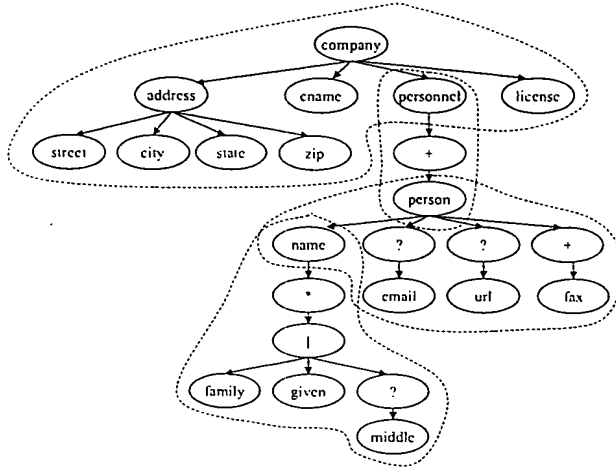 company
address cname personnel license
street city state zip +
person
name ? ? +
* email url fax
|
family given ?
middle